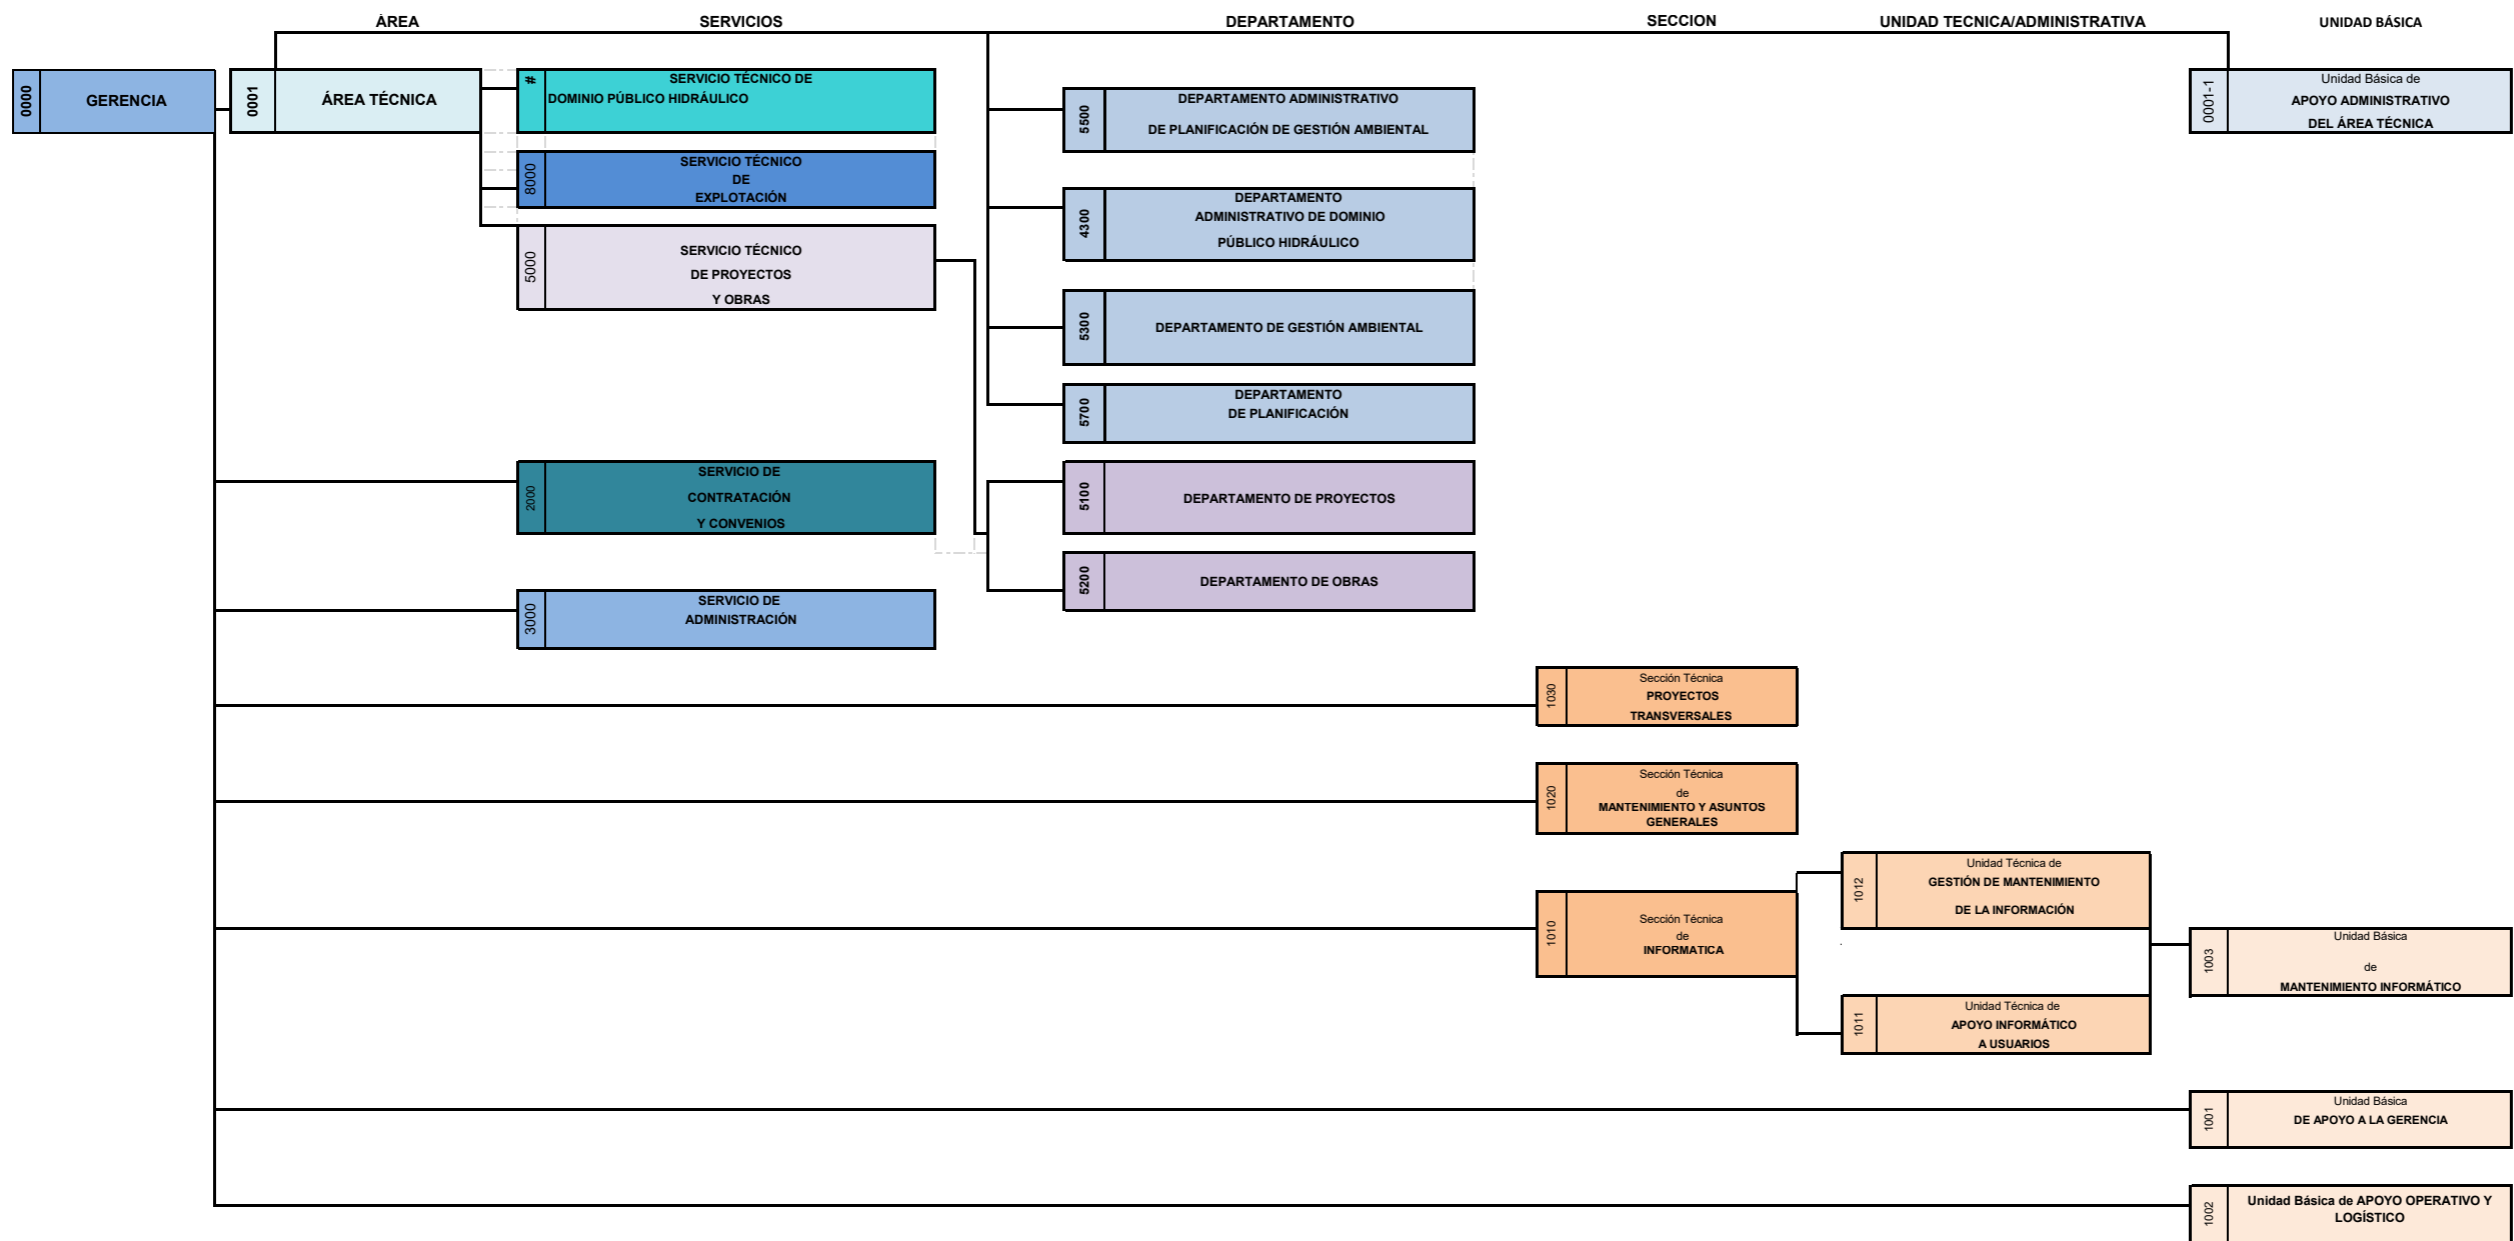 ÁREA
SERVICIOS
DEPARTAMENTO
SECCION
UNIDAD TECNICA/ADMINISTRATIVA
UNIDAD BÁSICA
0000
GERENCIA
0001
ÁREA TÉCNICA
#
SERVICIO TÉCNICO DE
DOMINIO PÚBLICO HIDRÁULICO
8000
SERVICIO TÉCNICO
DE
EXPLOTACIÓN
5000
SERVICIO TÉCNICO
DE PROYECTOS
Y OBRAS
2000
SERVICIO DE
CONTRATACIÓN
Y CONVENIOS
3000
SERVICIO DE
ADMINISTRACIÓN
5500
DEPARTAMENTO ADMINISTRATIVO
DE PLANIFICACIÓN DE GESTIÓN AMBIENTAL
4300
DEPARTAMENTO
ADMINISTRATIVO DE DOMINIO
PÚBLICO HIDRÁULICO
5300
DEPARTAMENTO DE GESTIÓN AMBIENTAL
5700
DEPARTAMENTO
DE PLANIFICACIÓN
5100
DEPARTAMENTO DE PROYECTOS
5200
DEPARTAMENTO DE OBRAS
1030
Sección Técnica
PROYECTOS
TRANSVERSALES
1020
Sección Técnica
de
MANTENIMIENTO Y ASUNTOS
GENERALES
1010
Sección Técnica
de
INFORMATICA
1012
Unidad Técnica de
GESTIÓN DE MANTENIMIENTO
DE LA INFORMACIÓN
1011
Unidad Técnica de
APOYO INFORMÁTICO
A USUARIOS
0001-1
Unidad Básica de
APOYO ADMINISTRATIVO
DEL ÁREA TÉCNICA
1003
Unidad Básica
de
MANTENIMIENTO INFORMÁTICO
1001
Unidad Básica
DE APOYO A LA GERENCIA
1002
Unidad Básica de APOYO OPERATIVO Y
LOGÍSTICO